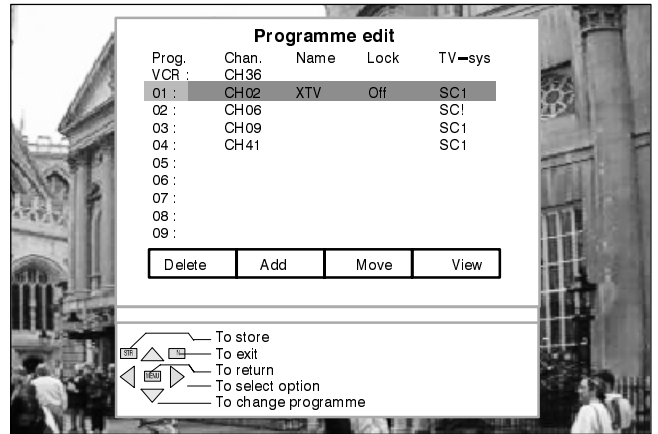 Programme edit
Prog. Chan. Name Lock TV-sys
VCR : CH36
01 : CH02 XTV Off SC1
02 : CH06 SC!
03 : CH09 SC1
04 : CH41 SC1
05 :
06 :
07 :
08 :
09 :
Delete Add Move View
To store
STR To exit
MENU To return
To select option
To change programme